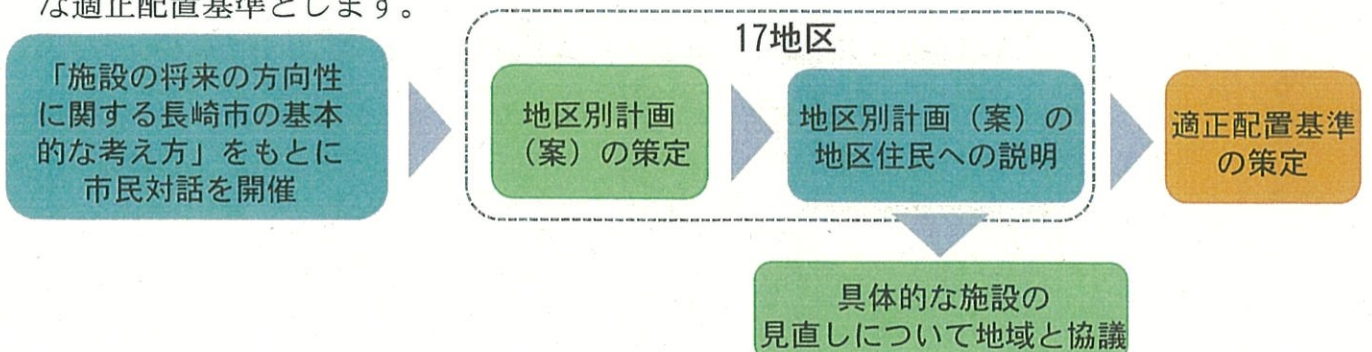 な適正配置基準とします。
「施設の将来の方向性
に関する長崎市の基本
的な考え方」をもとに
市民対話を開催
17地区
地区別計画
（案）の策定
地区別計画（案）の
地区住民への説明
適正配置基準
の策定
具体的な施設の
見直しについて地域と協議